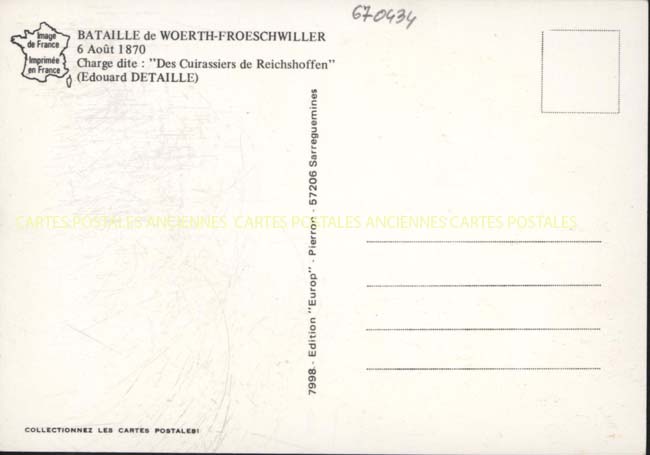 670434
Image
de France
Imprimée
en France
BATAILLE de WOERTH-FROESCHWILLER
6 Août 1870
Charge dite : "Des Cuirassiers de Reichshoffen"
(Edouard DETAILLE)
CARTES POSTALES ANCIENNES CARTES POSTALES ANCIENNES CARTES POSTALES
7998 - Edition "Europ" - Pierron - 57206 Sarreguemines
COLLECTIONNEZ LES CARTES POSTALES!